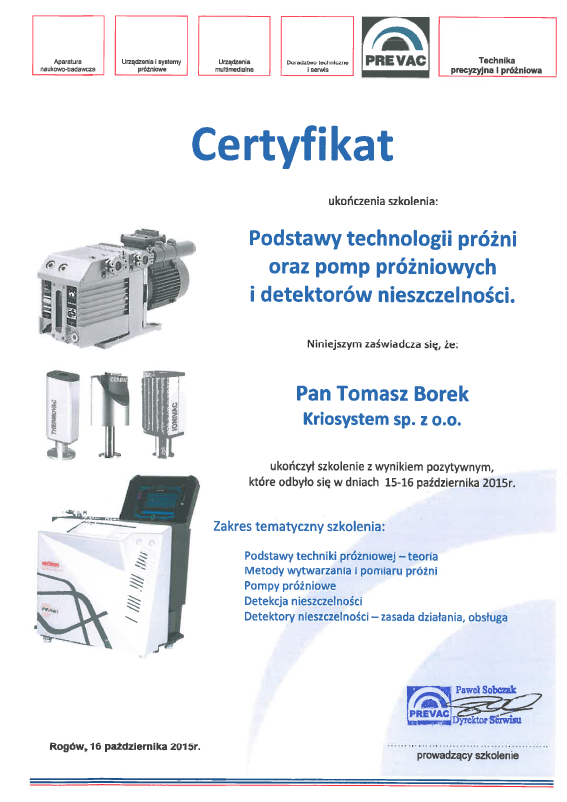 Aparatura
naukowo-badawcza
Urządzenia i systemy
próżniowe
Urządzenia
multimedialne
Doradztwo techniczne
i serwis
PREVAC
Technika
precyzyjna i próżniowa
Certyfikat
ukończenia szkolenia:
Podstawy technologii próżni
oraz pomp próżniowych
i detektorów nieszczelności.
Niniejszym zaświadcza się, że:
THERMOVAC
IONIVAC
Pan Tomasz Borek
Kriosystem sp. z o.o.
ukończył szkolenie z wynikiem pozytywnym,
które odbyło się w dniach 15-16 października 2015r.
Zakres tematyczny szkolenia:
Podstawy techniki próżniowej – teoria
Metody wytwarzania i pomiaru próżni
Pompy próżniowe
Detekcja nieszczelności
Detektory nieszczelności – zasada działania, obsługa
Paweł Sobczak
PREVAC
Dyrektor Serwisu
Rogów, 16 października 2015r.
prowadzący szkolenie